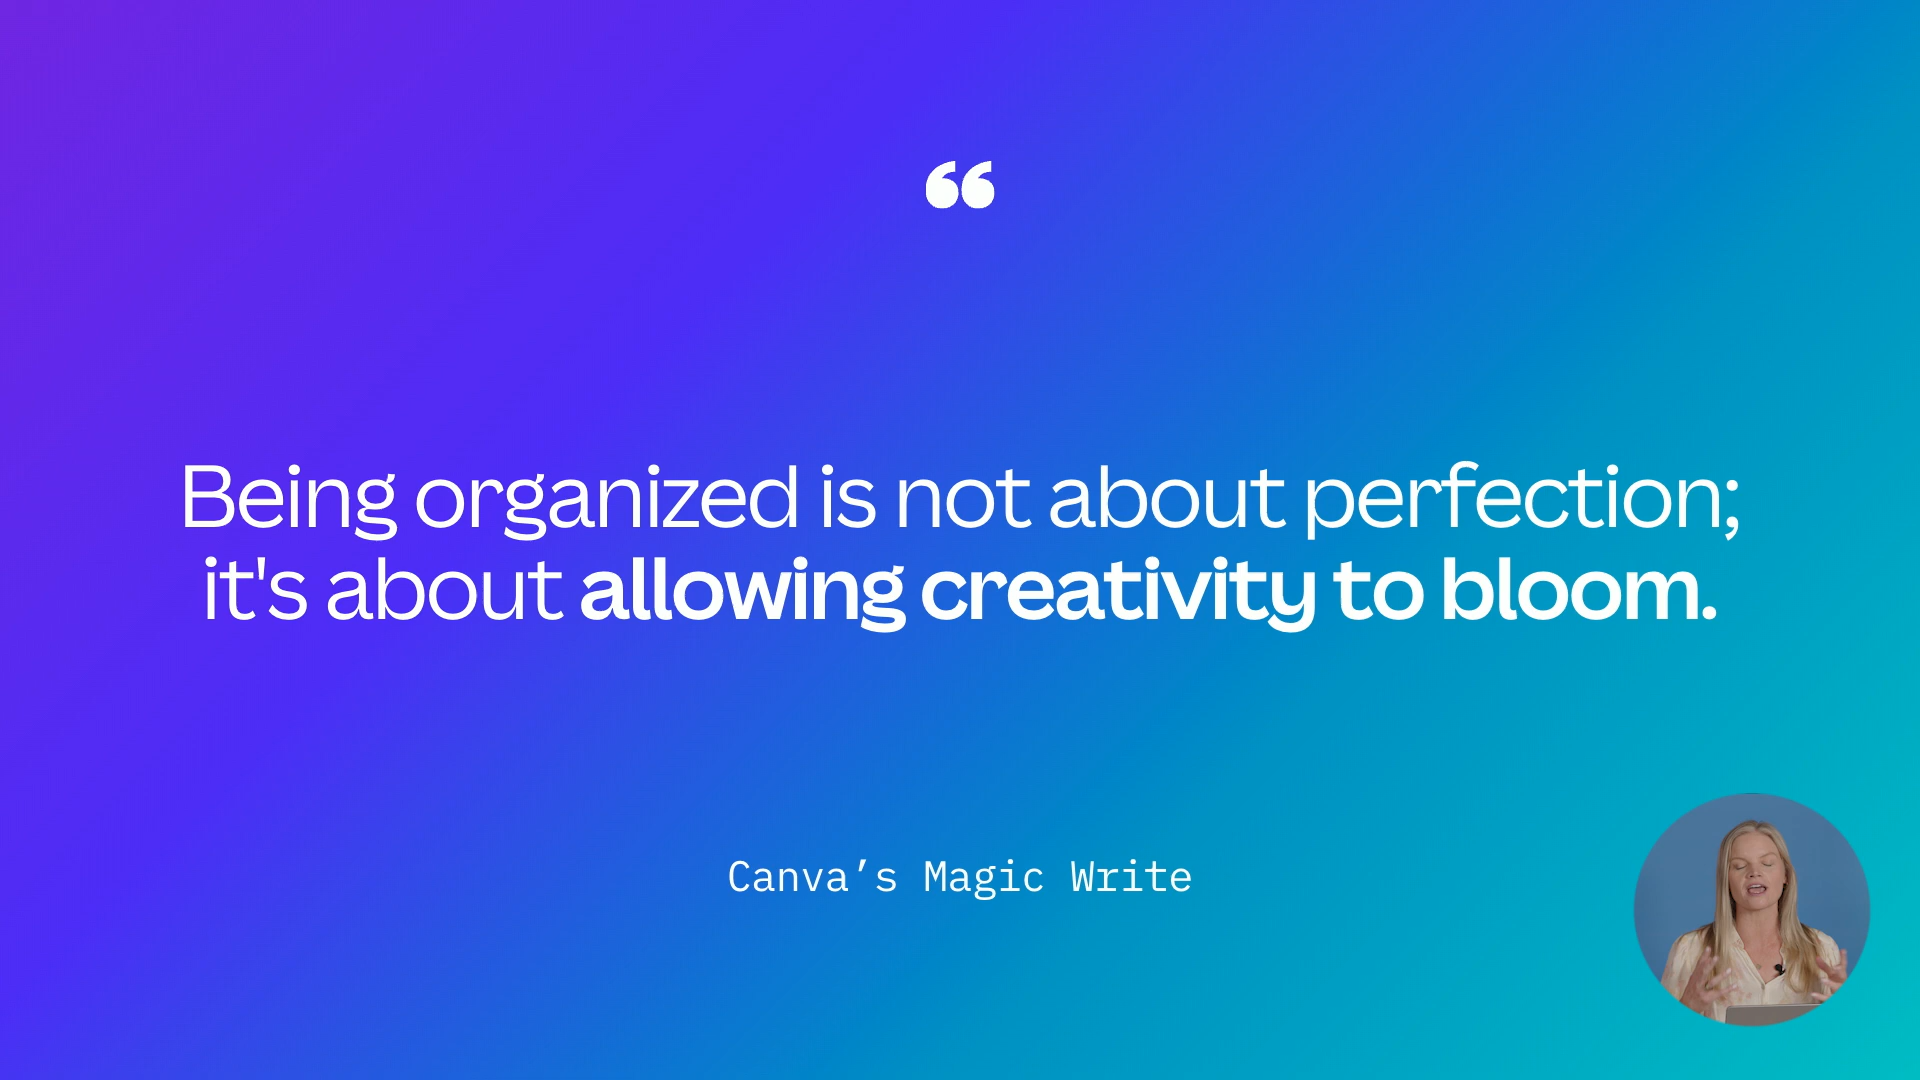 “
Being organized is not about perfection;
it's about allowing creativity to bloom.
Canva’s Magic Write